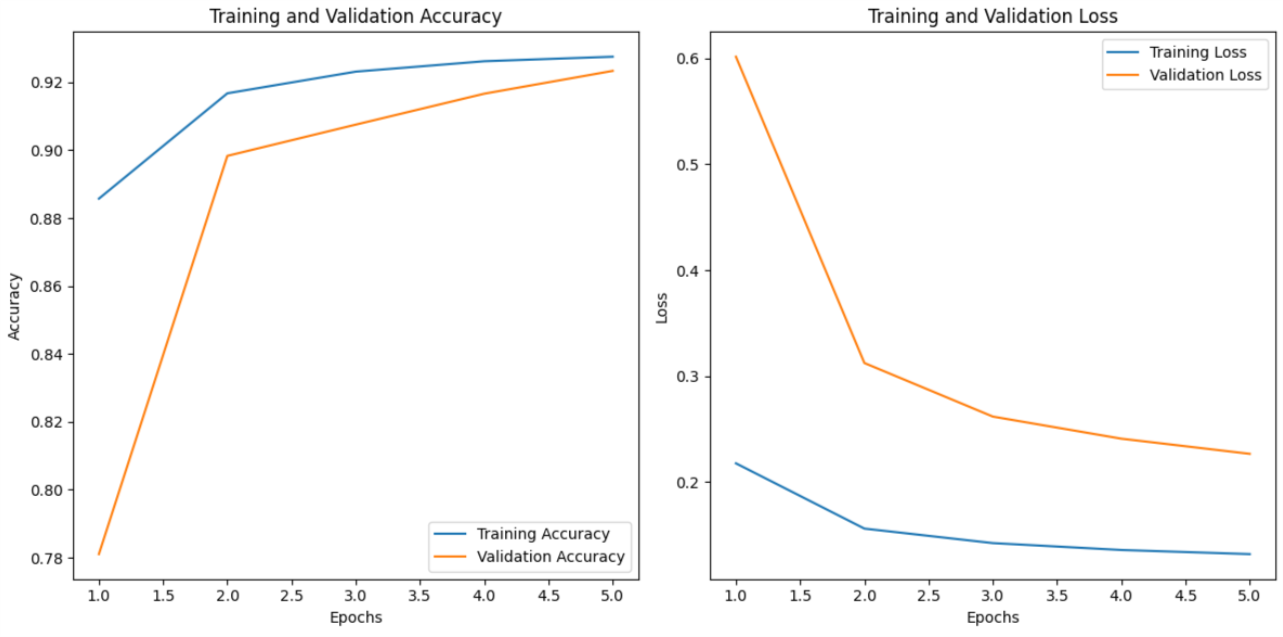 Training and Validation Accuracy
Accuracy
0.92
0.90
0.88
0.86
0.84
0.82
0.80
0.78
Training Accuracy
Validation Accuracy
1.0 1.5 2.0 2.5 3.0 3.5 4.0 4.5 5.0
Epochs
Training and Validation Loss
Loss
0.6
0.5
0.4
0.3
0.2
Training Loss
Validation Loss
1.0 1.5 2.0 2.5 3.0 3.5 4.0 4.5 5.0
Epochs